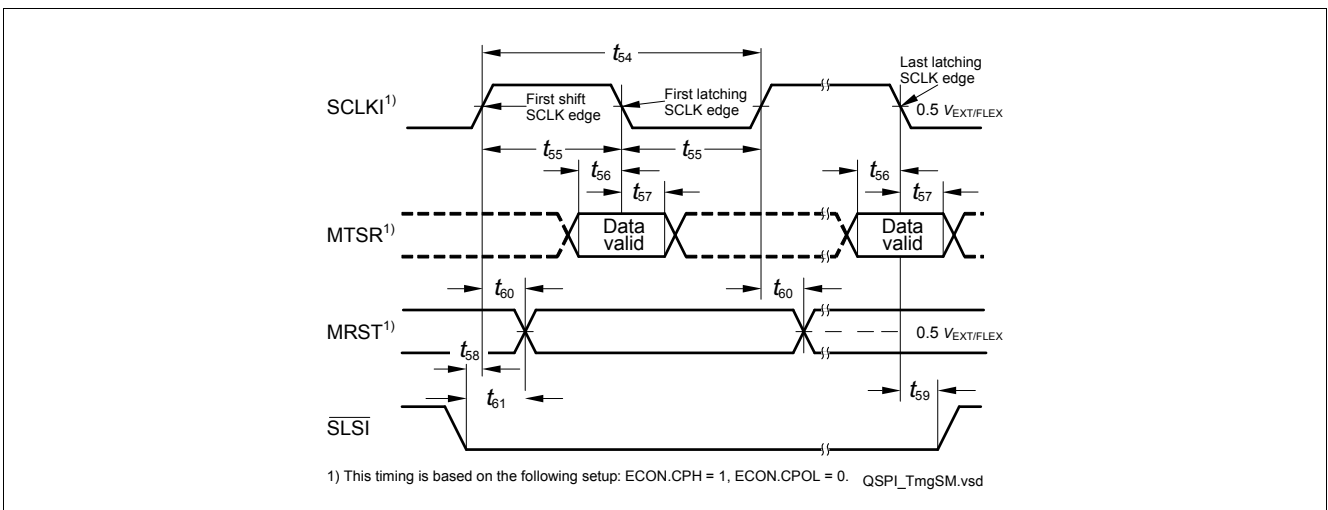 t54
Last latching
SCLK edge
SCLKI1)
First shift
SCLK edge
First latching
SCLK edge
0.5 VEXT/FLEX
t55
t55
t56
t56
t57
t57
MTSR1)
Data
valid
Data
valid
t60
t60
MRST1)
0.5 VEXT/FLEX
t58
t61
t59
SLSI
1) This timing is based on the following setup: ECON.CPH = 1, ECON.CPOL = 0.
QSPI_TmgSM.vsd